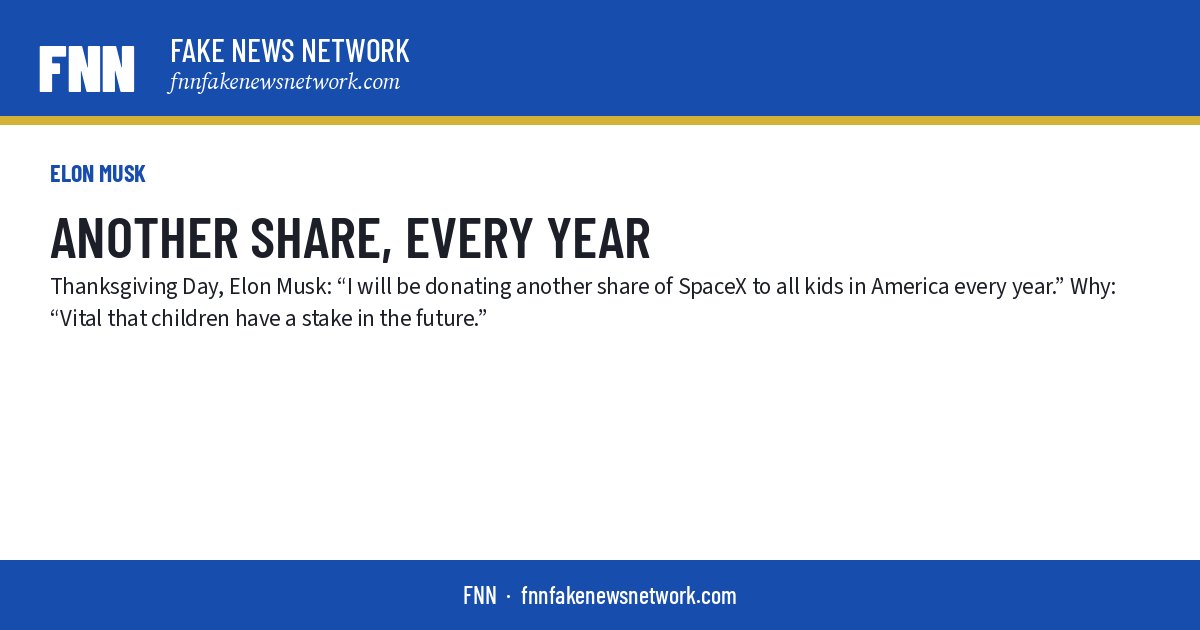 FNN
FAKE NEWS NETWORK
fnnfakenewsnetwork.com
ELON MUSK
ANOTHER SHARE, EVERY YEAR
Thanksgiving Day, Elon Musk: “I will be donating another share of SpaceX to all kids in America every year.” Why:
“Vital that children have a stake in the future.”
FNN · fnnfakenewsnetwork.com